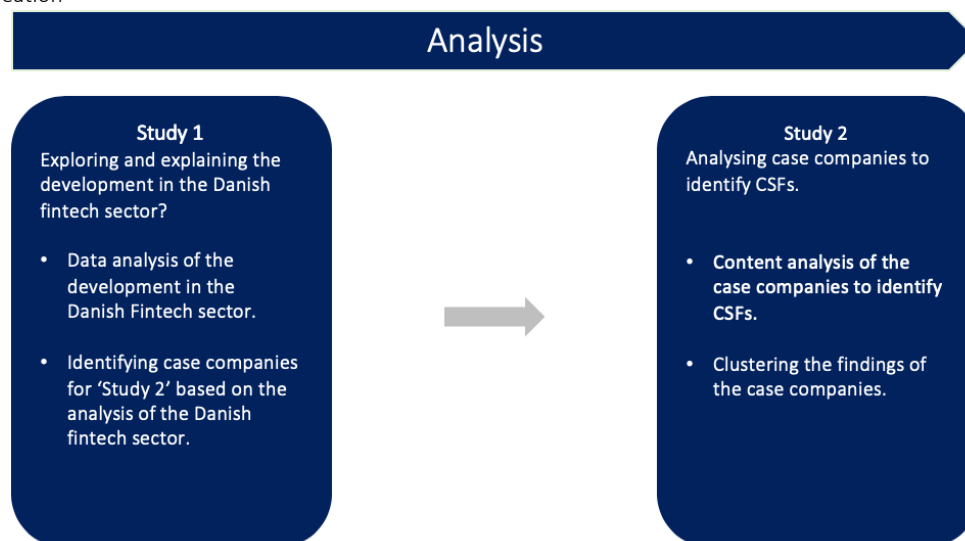 Analysis
Study 1
Exploring and explaining the
development in the Danish
fintech sector?
• Data analysis of the
development in the
Danish Fintech sector.
• Identifying case companies
for ‘Study 2’ based on the
analysis of the Danish
fintech sector.
Study 2
Analysing case companies to
identify CSFs.
• Content analysis of the
case companies to identify
CSFs.
• Clustering the findings of
the case companies.